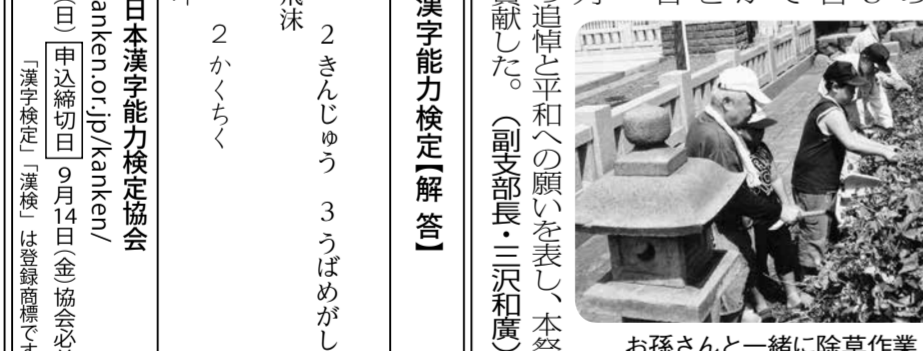 り追悼と平和への願いを表し、本祭
貢献した。（副支部長・三沢和廣）
お孫さんと一緒に除草作業
漢字能力検定【解答】
2 きんじゅう 3 うばめがし
飛沫
2 かくちく
日本漢字能力検定協会
anken.or.jp/kanken/
（日）申込締切日 9月14日（金）協会必
「漢字検定」「漢検」は登録商標です